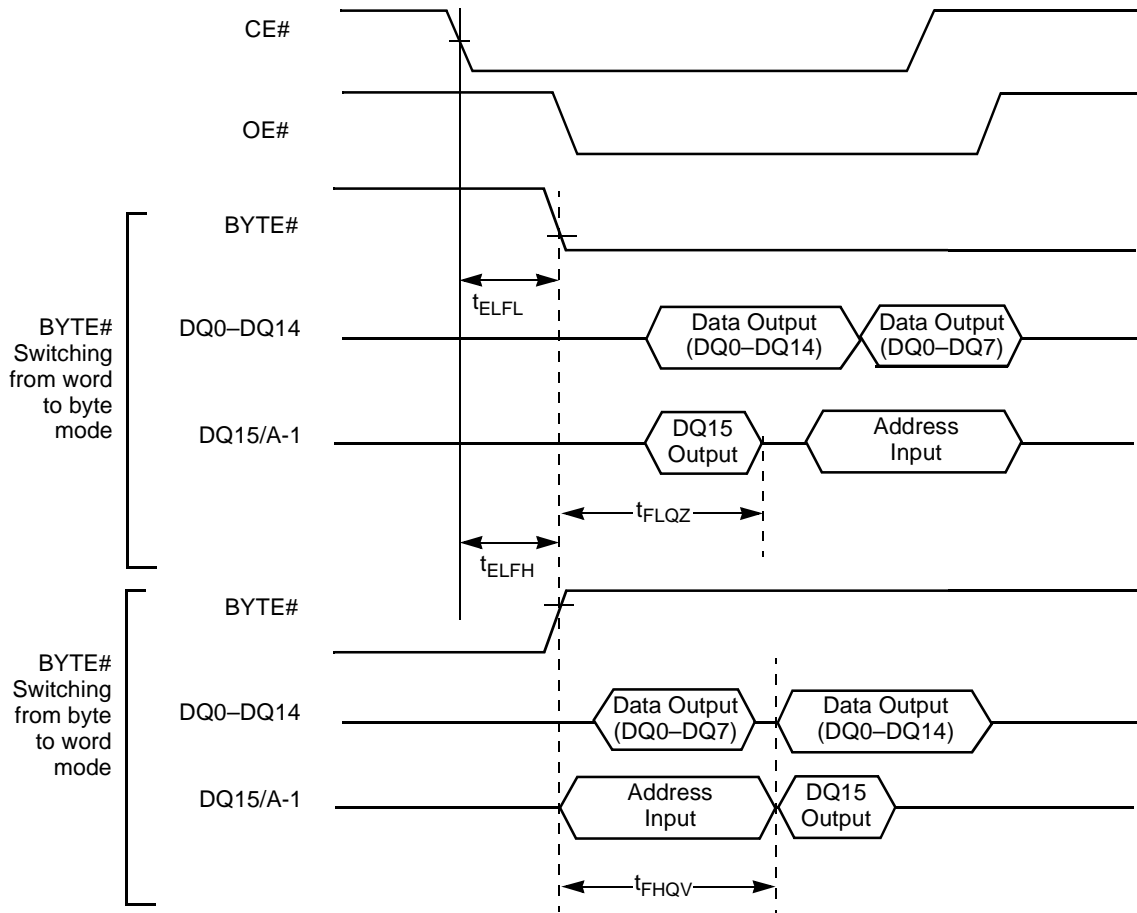 CE#
OE#
BYTE#
Switching
from word
to byte
mode
BYTE#
tELFL
DQ0–DQ14
Data Output
(DQ0–DQ14)
Data Output
(DQ0–DQ7)
DQ15/A-1
DQ15
Output
Address
Input
tFLQZ
tELFH
BYTE#
Switching
from byte
to word
mode
BYTE#
DQ0–DQ14
Data Output
(DQ0–DQ7)
Data Output
(DQ0–DQ14)
DQ15/A-1
Address
Input
DQ15
Output
tFHQV